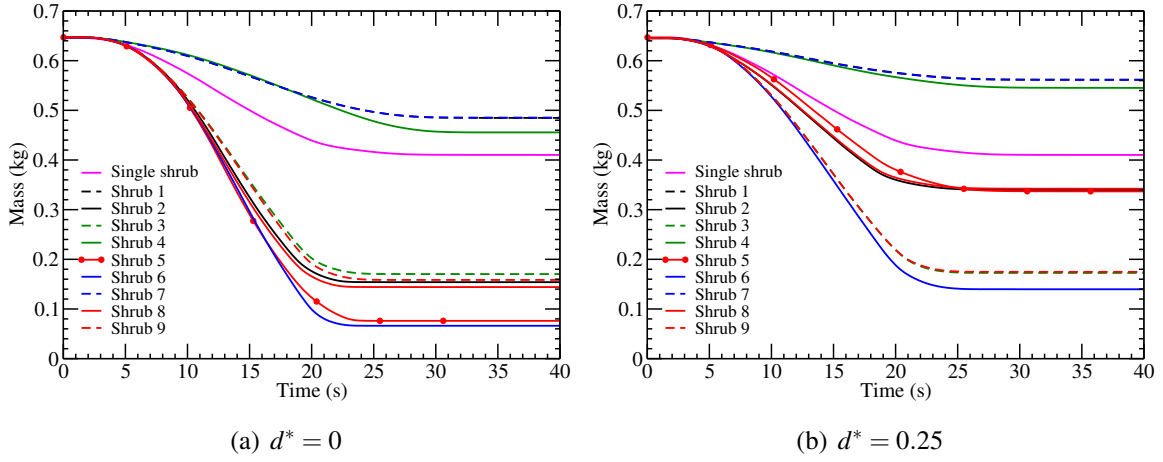 0.7
0.6
0.5
0.4
0.3
0.2
0.1
0
Mass (kg)
Single shrub
Shrub 1
Shrub 2
Shrub 3
Shrub 4
Shrub 5
Shrub 6
Shrub 7
Shrub 8
Shrub 9
0 5 10 15 20 25 30 35 40
Time (s)
(a) d* = 0
0.7
0.6
0.5
0.4
0.3
0.2
0.1
0
Mass (kg)
Single shrub
Shrub 1
Shrub 2
Shrub 3
Shrub 4
Shrub 5
Shrub 6
Shrub 7
Shrub 8
Shrub 9
0 5 10 15 20 25 30 35 40
Time (s)
(b) d* = 0.25